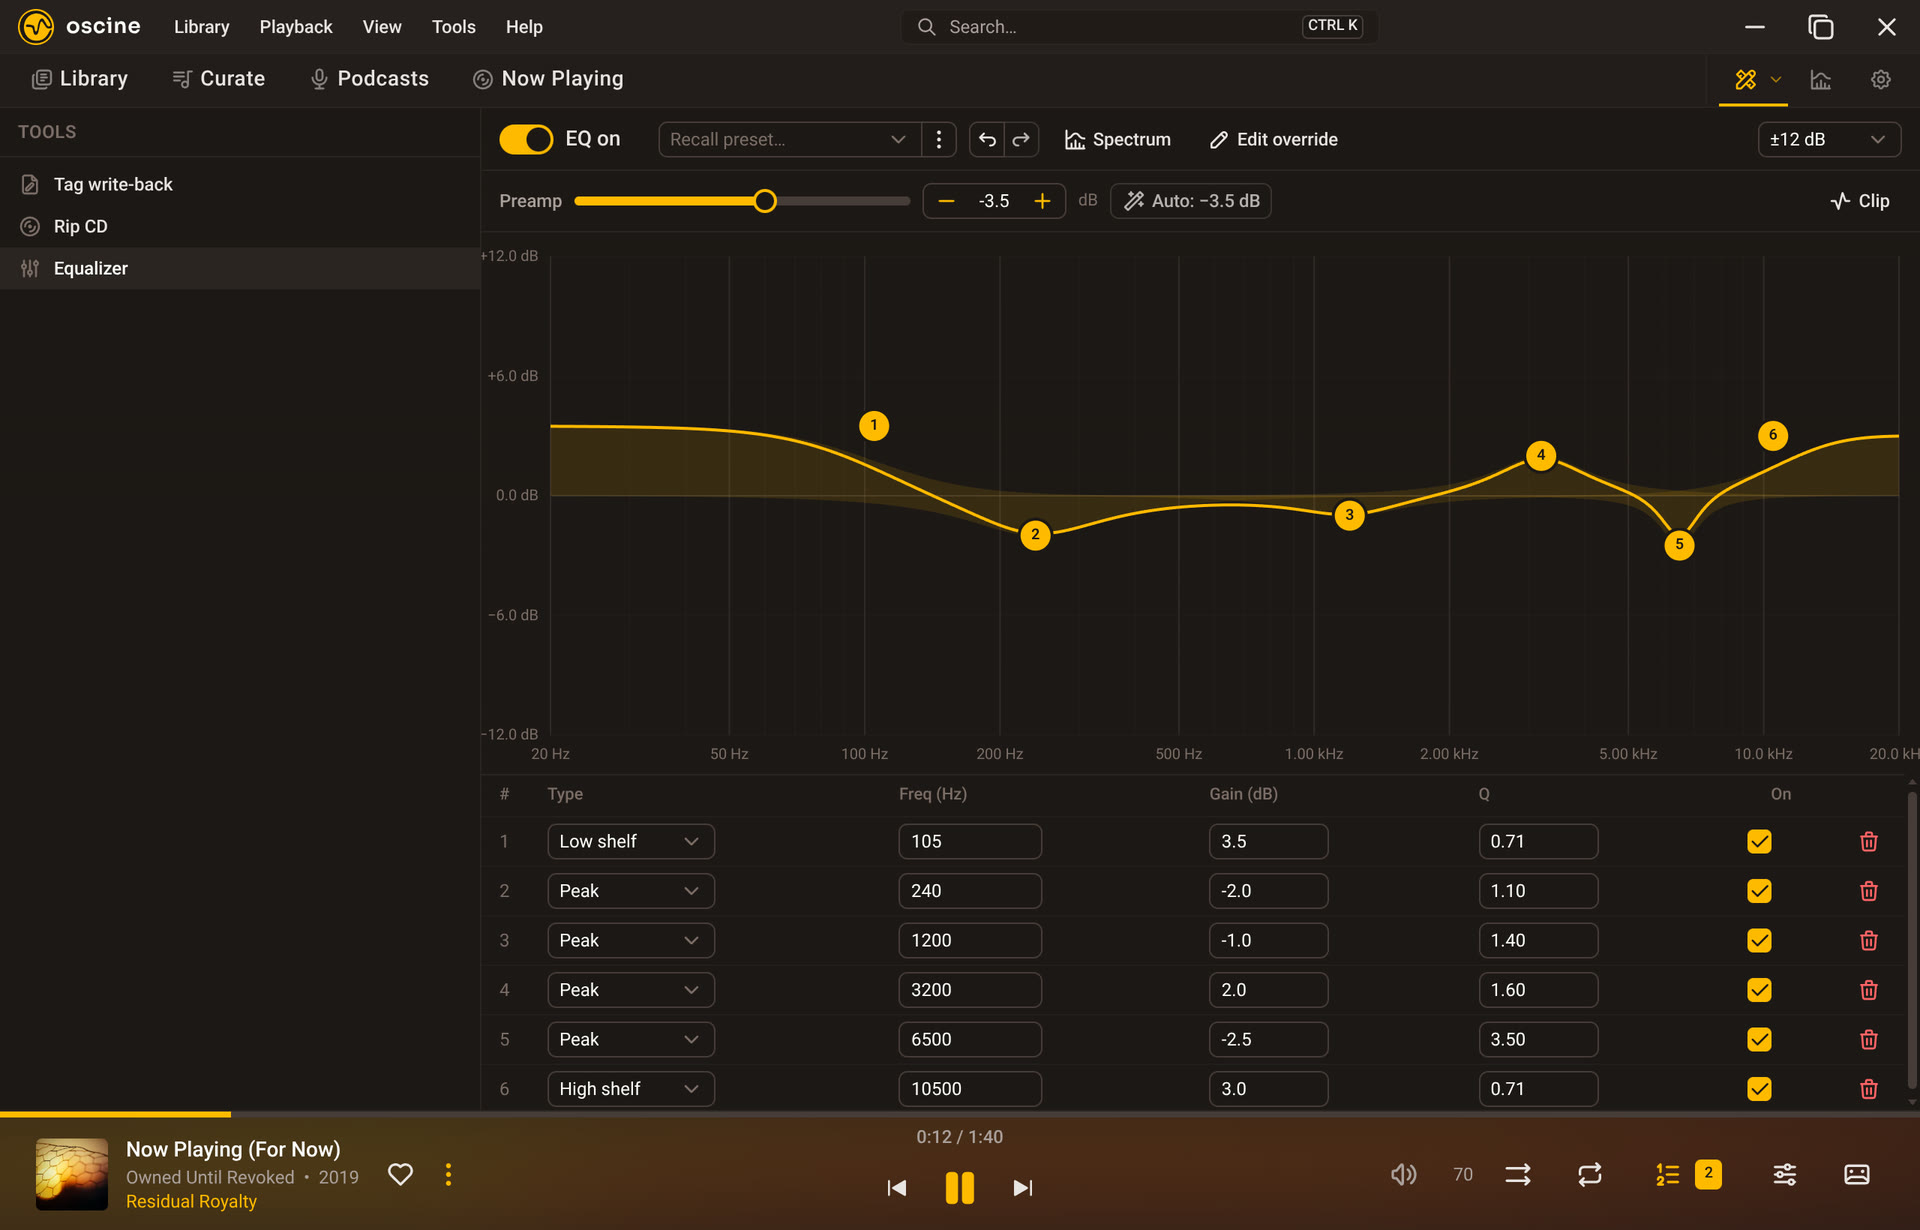 oscine Library Playback View Tools Help Search... CTRL K
Library Curate Podcasts Now Playing
TOOLS
Tag write-back
Rip CD
Equalizer
EQ on Recall preset... Spectrum Edit override ±12 dB
Preamp -3.5 dB Auto: −3.5 dB Clip
+12.0 dB
+6.0 dB
0.0 dB
−6.0 dB
−12.0 dB
1
2
3
4
5
6
20 Hz 50 Hz 100 Hz 200 Hz 500 Hz 1.00 kHz 2.00 kHz 5.00 kHz 10.0 kHz 20.0 kH
# Type Freq (Hz) Gain (dB) Q On
1 Low shelf 105 3.5 0.71
2 Peak 240 -2.0 1.10
3 Peak 1200 -1.0 1.40
4 Peak 3200 2.0 1.60
5 Peak 6500 -2.5 3.50
6 High shelf 10500 3.0 0.71
Now Playing (For Now)
Owned Until Revoked • 2019
Residual Royalty
0:12 / 1:40
70
2